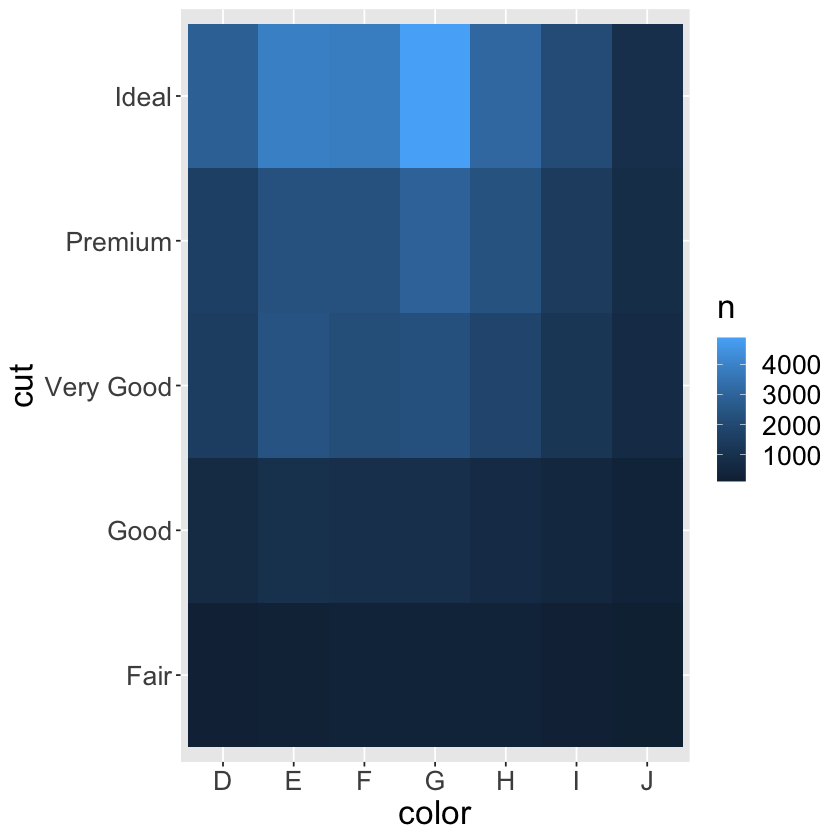 Ideal
Premium
Very Good
Good
Fair
cut
D E F G H I J
color
n
4000
3000
2000
1000